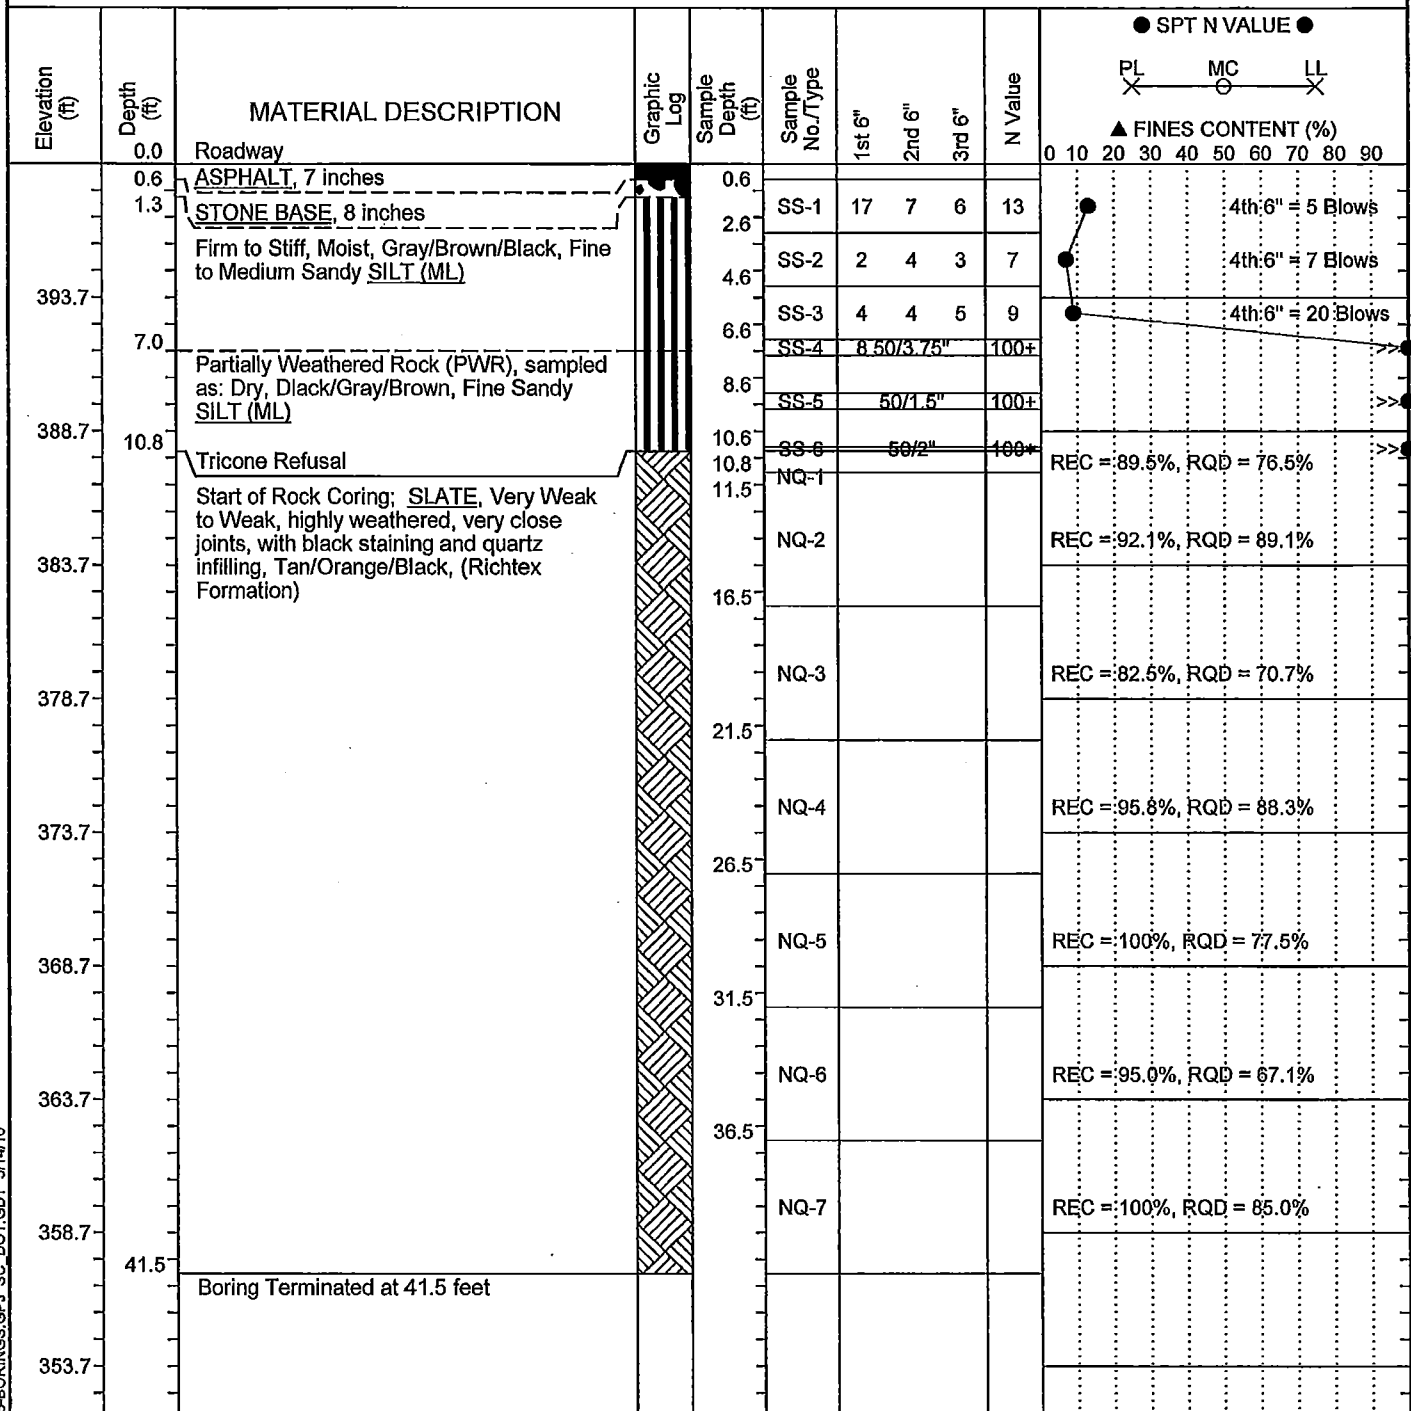 ● SPT N VALUE ●
PL MC LL
▲ FINES CONTENT (%)
0 10 20 30 40 50 60 70 80 90
Elevation (ft)
Depth (ft)
MATERIAL DESCRIPTION
Graphic Log
Sample Depth (ft)
Sample No./Type
1st 6"
2nd 6"
3rd 6"
N Value
0.0 Roadway
0.6 ASPHALT, 7 inches 0.6
1.3 STONE BASE, 8 inches
SS-1 17 7 6 13 4th 6" = 5 Blows
2.6
Firm to Stiff, Moist, Gray/Brown/Black, Fine
to Medium Sandy SILT (ML)
SS-2 2 4 3 7 4th 6" = 7 Blows
4.6
393.7
SS-3 4 4 5 9 4th 6" = 20 Blows
6.6
7.0
SS-4 8 50/3.75" 100+ >>
Partially Weathered Rock (PWR), sampled
as: Dry, Dlack/Gray/Brown, Fine Sandy
SILT (ML)
8.6
SS-5 50/1.5" 100+ >>
388.7
10.8
10.6
SS-6 50/2" 100+ >>
Tricone Refusal
10.8
NQ-1 REC = 89.5%, RQD = 76.5%
11.5
Start of Rock Coring; SLATE, Very Weak
to Weak, highly weathered, very close
joints, with black staining and quartz
infilling, Tan/Orange/Black, (Richtex
Formation)
NQ-2 REC = 92.1%, RQD = 89.1%
383.7
16.5
NQ-3 REC = 82.5%, RQD = 70.7%
378.7
21.5
NQ-4 REC = 95.8%, RQD = 88.3%
373.7
26.5
NQ-5 REC = 100%, RQD = 77.5%
368.7
31.5
NQ-6 REC = 95.0%, RQD = 67.1%
363.7
36.5
NQ-7 REC = 100%, RQD = 85.0%
358.7
41.5
Boring Terminated at 41.5 feet
353.7